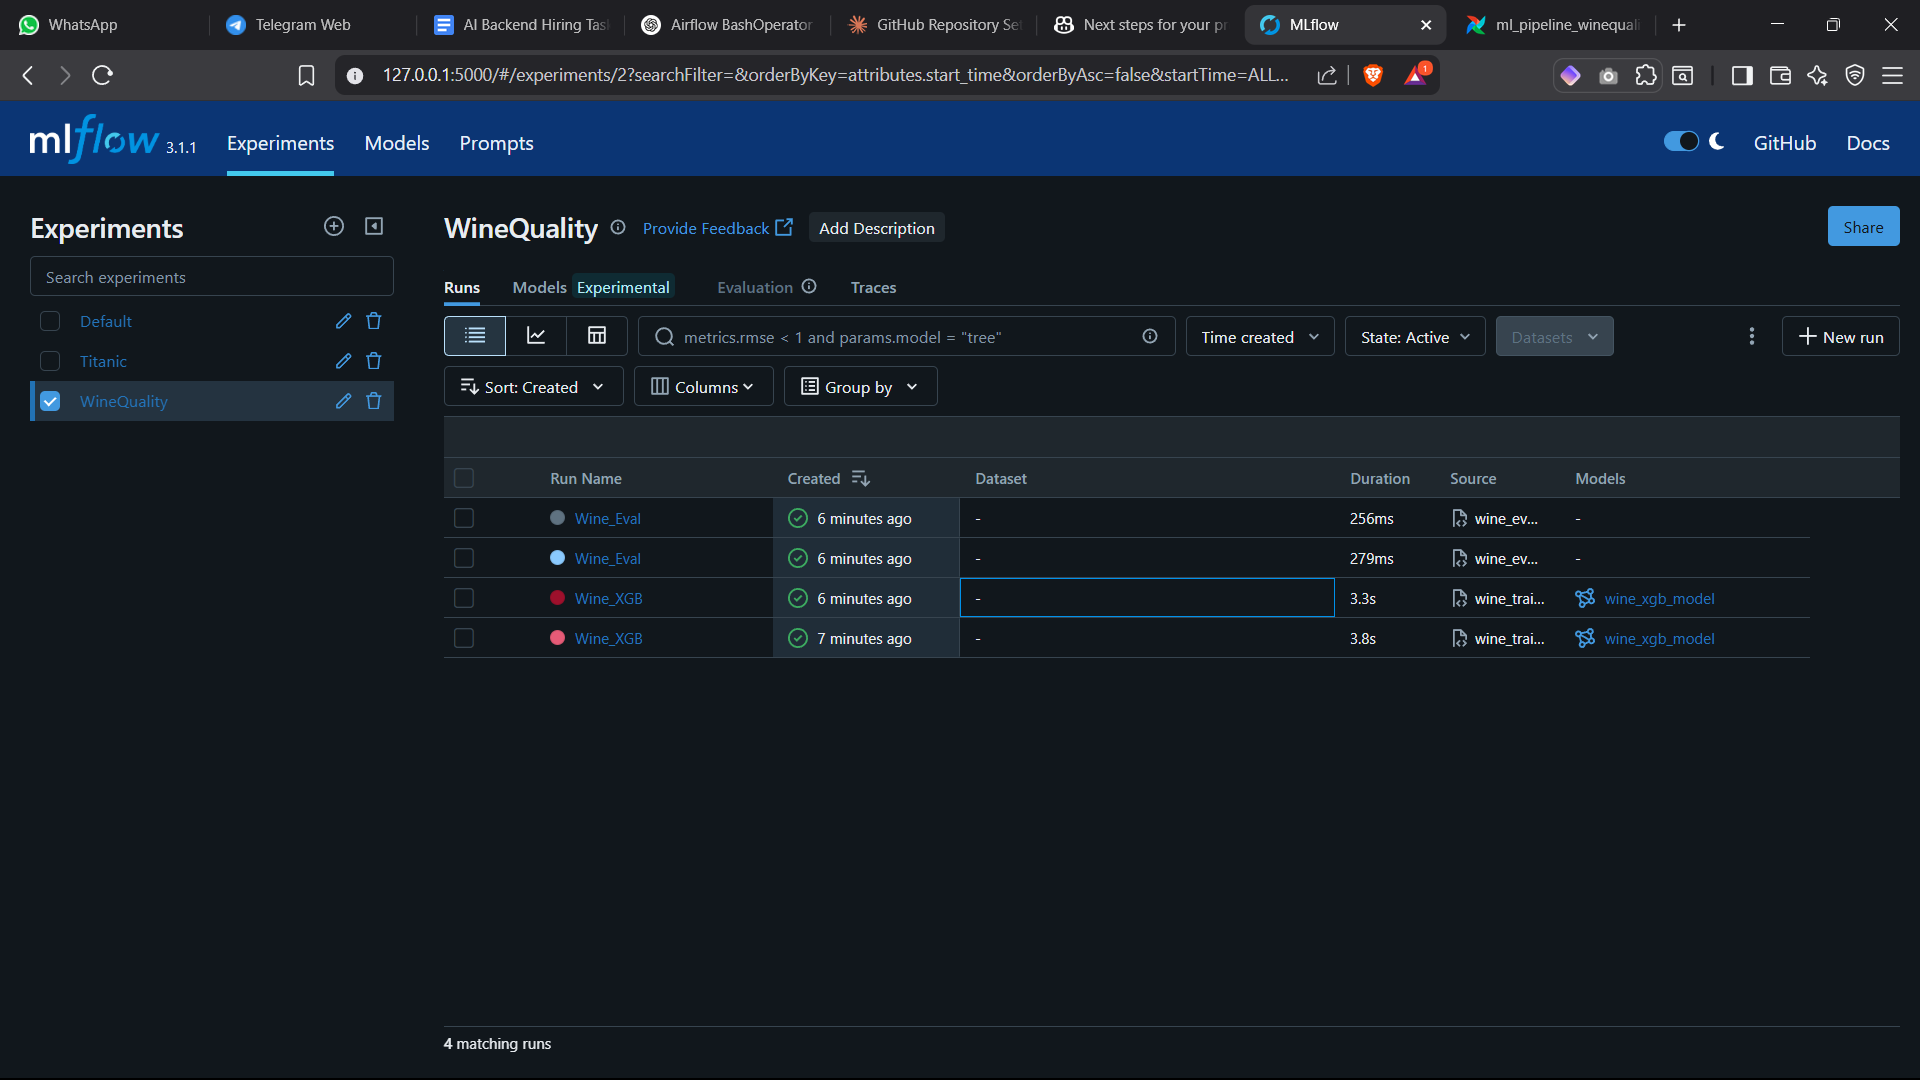 WhatsApp
Telegram Web
AI Backend Hiring Tas
Airflow BashOperator
GitHub Repository Se
Next steps for your pr
MLflow
ml_pipeline_winequali
127.0.0.1:5000/#/experiments/2?searchFilter=&orderByKey=attributes.start_time&orderByAsc=false&startTime=ALL...
1
mlflow 3.1.1
Experiments
Models
Prompts
GitHub
Docs
Experiments
Search experiments
Default
Titanic
WineQuality
WineQuality
Provide Feedback
Add Description
Share
Runs
Models Experimental
Evaluation
Traces
metrics.rmse < 1 and params.model = "tree"
Time created
State: Active
Datasets
New run
Sort: Created
Columns
Group by
Run Name Created Dataset Duration Source Models
Wine_Eval 6 minutes ago - 256ms wine_ev... -
Wine_Eval 6 minutes ago - 279ms wine_ev... -
Wine_XGB 6 minutes ago - 3.3s wine_trai... wine_xgb_model
Wine_XGB 7 minutes ago - 3.8s wine_trai... wine_xgb_model
4 matching runs